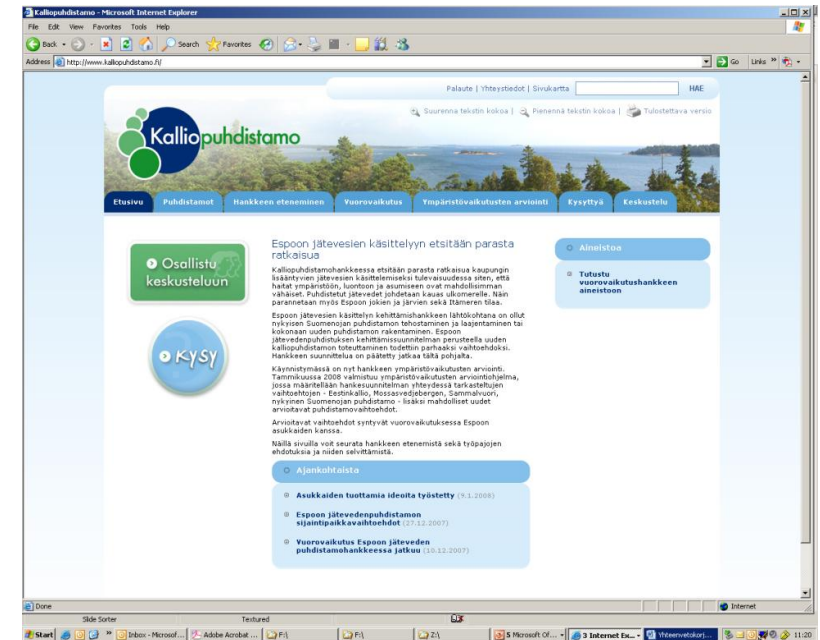 Kalliopuhdistamo - Microsoft Internet Explorer
File Edit View Favorites Tools Help
Back Search Favorites
Address http://www.kalliopuhdistamo.fi/ Go Links »
Palaute | Yhteystiedot | Sivukartta HAE
Suurenna tekstin kokoa | Pienennä tekstin kokoa | Tulostettava versio
Kalliopuhdistamo
Etusivu Puhdistamot Hankkeen eteneminen Vuorovaikutus Ympäristövaikutusten arviointi Kysyttyä Keskustelu
Osallistu
keskusteluun
KYSY
Espoon jätevesien käsittelyyn etsitään parasta
ratkaisua
Kalliopuhdistamohankkeessa etsitään parasta ratkaisua kaupungin
lisääntyvien jätevesien käsittelemiseksi tulevaisuudessa siten, että
haitat ympäristöön, luontoon ja asumiseen ovat mahdollisimman
vähäiset. Puhdistetut jätevedet johdetaan kauas ulkomerelle. Näin
parannetaan myös Espoon jokien ja järvien sekä Itämeren tilaa.
Espoon jätevesien käsittelyn kehittämishankkeen lähtökohtana on ollut
nykyisen Suomenojan puhdistamon tehostaminen ja laajentaminen tai
kokonaan uuden puhdistamon rakentaminen. Espoon
jätevedenpuhdistuksen kehittämissuunnitelman perusteella uuden
kalliopuhdistamon toteuttaminen todettiin parhaaksi vaihtoehdoksi.
Hankkeen suunnittelua on päätetty jatkaa tältä pohjalta.
Käynnistymässä on nyt hankkeen ympäristövaikutusten arviointi.
Tammikuussa 2008 valmistuu ympäristövaikutusten arviointiohjelma,
jossa määritellään hankesuunnitelman yhteydessä tarkasteltujen
vaihtoehtojen - Eestinkallio, Mossasvedjebergen, Sammalvuori,
nykyinen Suomenojan puhdistamo - lisäksi mahdolliset uudet
arvioitavat puhdistamovaihtoehdot.
Arvioitavat vaihtoehdot syntyvät vuorovaikutuksessa Espoon
asukkaiden kanssa.
Näillä sivuilla voit seurata hankkeen etenemistä sekä työpajojen
ehdotuksia ja niiden selvittämistä.
Ajankohtaista
Asukkaiden tuottamia ideoita työstetty (9.1.2008)
Espoon jätevedenpuhdistamon
sijaintipaikkavaihtoehdot (27.12.2007)
Vuorovaikutus Espoon jäteveden
puhdistamohankkeessa jatkuu (10.12.2007)
Aineistoa
Tutustu
vuorovaikutushankkeen
aineistoon
Done Internet
Slide Sorter Textured
Start » Inbox - Microsof... Adobe Acrobat ... F:\ F:\ Z:\ 5 Microsoft Of... 3 Internet Ex... Yhteenvetokorj... 11:20